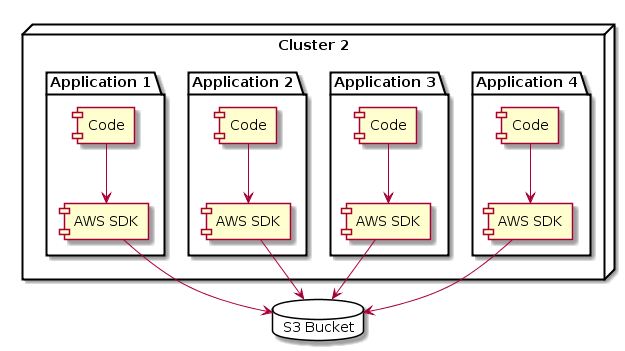 Cluster 2
Application 1
Application 2
Application 3
Application 4
Code
Code
Code
Code
AWS SDK
AWS SDK
AWS SDK
AWS SDK
S3 Bucket